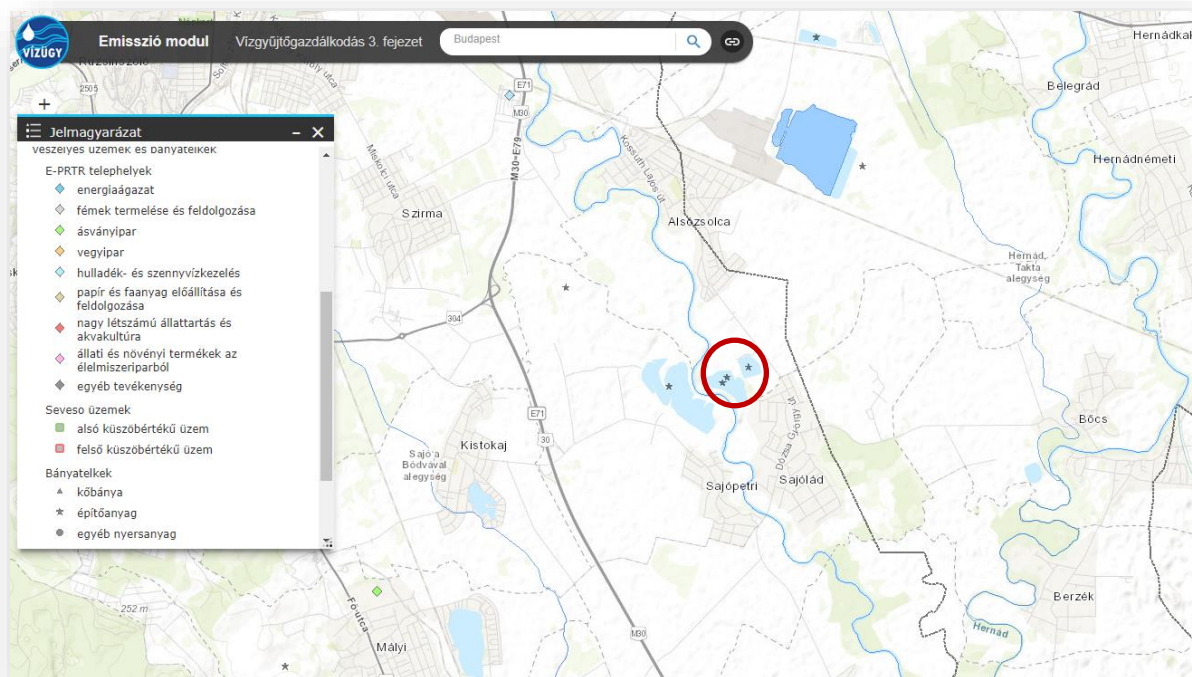 VÍZÜGY
Emisszió modul
Vízgyűjtőgazdálkodás 3. fejezet
Budapest
Hernádkak
2505
E71
M30
Belegrád
+
Jelmagyarázat
veszélyes üzemek és bányatelkek
E-PRTR telephelyek
energiaágazat
fémek termelése és feldolgozása
ásványipar
vegyipar
hulladék- és szennyvízkezelés
papír és faanyag előállítása és
feldolgozása
nagy létszámú állattartás és
akvakultúra
állati és növényi termékek az
élelmiszeriparból
egyéb tevékenység
Seveso üzemek
alsó küszöbértékű üzem
felső küszöbértékű üzem
Bányatelkek
kőbánya
építőanyag
egyéb nyersanyag
Miskolci utca
M30=E79
Kossuth Lajos út
Hernádnémeti
Szirma
Alsózsolca
Hernád,
Takta
alegység
304
E71
30
Kistokaj
Sajó a
Bódvával
alegység
Dózsa György út
Bőcs
Sajópetri
Sajólád
252 m
Fő utca
Mályi
M30
Berzék
Hernád